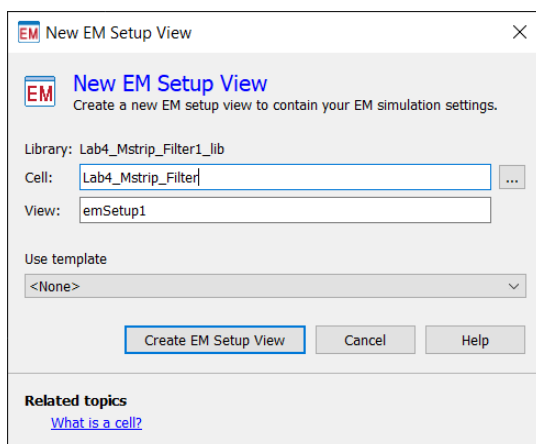 EM New EM Setup View
EM
New EM Setup View
Create a new EM setup view to contain your EM simulation settings.
Library: Lab4_Mstrip_Filter1_lib
Cell: Lab4_Mstrip_Filter ...
View: emSetup1
Use template
<None>
Create EM Setup View Cancel Help
Related topics
What is a cell?